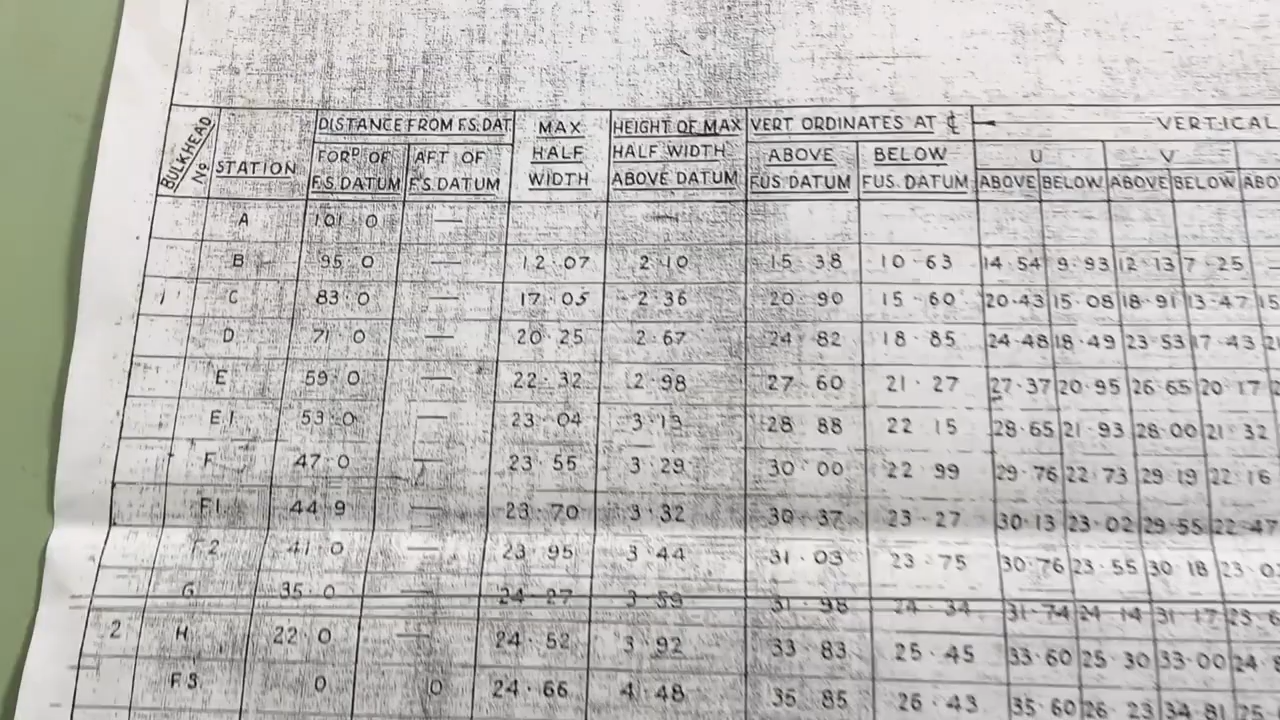 BULKHEAD No STATION DISTANCE FROM F.S. DAT. MAX HALF WIDTH HEIGHT OF MAX HALF WIDTH ABOVE DATUM VERT ORDINATES AT ℄ VERTICAL
FORD OF F.S. DATUM AFT OF F.S. DATUM ABOVE FUS. DATUM BELOW FUS. DATUM U V
ABOVE BELOW ABOVE BELOW ABO
A 101·0 — —
B 95·0 — 12·07 2·10 15·38 10·63 14·54 9·93 12·13 7·25 —
1 C 83·0 — 17·05 2·36 20·90 15·60 20·43 15·08 18·91 13·47 15
D 71·0 — 20·25 2·67 24·82 18·85 24·48 18·49 23·53 17·43
E 59·0 — 22·32 2·98 27·60 21·27 27·37 20·95 26·65 20·17
E1 53·0 — 23·04 3·13 28·88 22·15 28·65 21·93 28·00 21·32
F 47·0 — 23·55 3·29 30·00 22·99 29·76 22·73 29·19 22·16
F1 44·9 — 23·70 3·32 30·37 23·27 30·13 23·02 29·55 22·47
F2 41·0 — 23·95 3·44 31·03 23·75 30·76 23·55 30·18 23·0
G 35·0 — 24·27 3·59 31·98 24·34 31·74 24·14 31·17
2 H 22·0 — 24·52 3·92 33·83 25·45 33·60 25·30 33·00 24·
FS 0 0 24·66 4·48 35·85 26·43 35·60 26·23 34·81